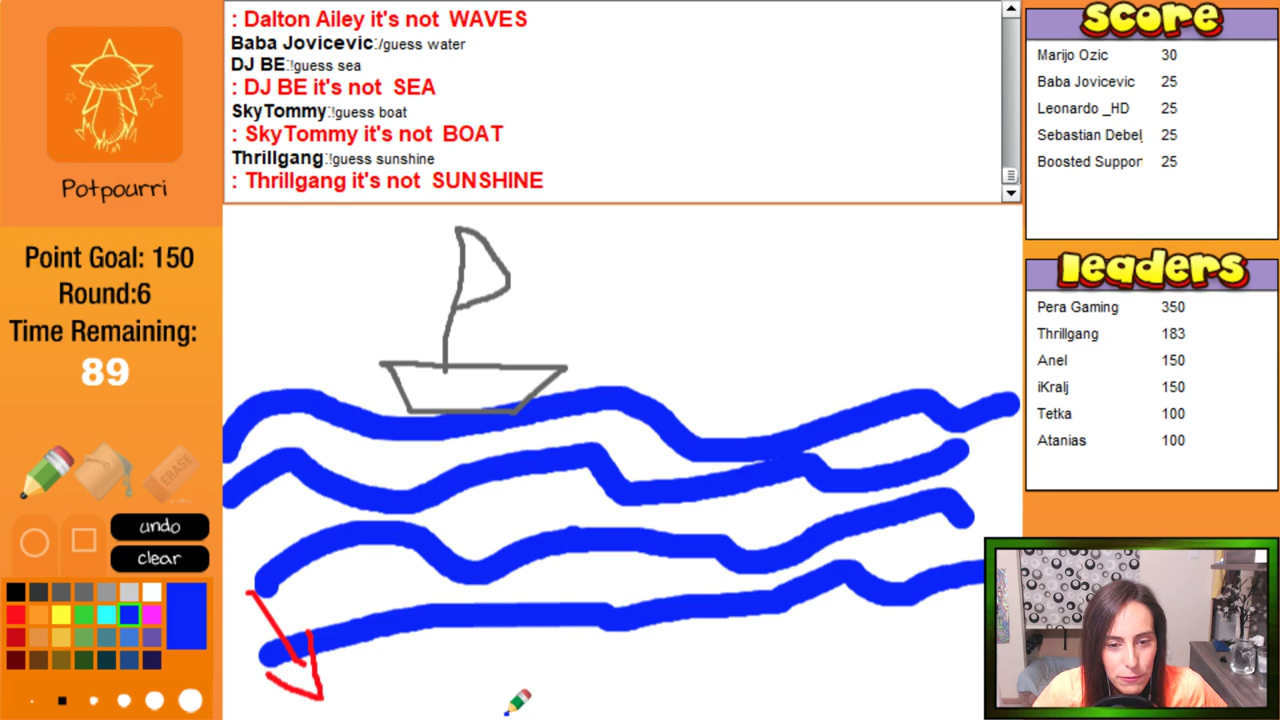 : Dalton Ailey it's not WAVES
Baba Jovicevic:/guess water
DJ BE:!guess sea
: DJ BE it's not SEA
SkyTommy:!guess boat
: SkyTommy it's not BOAT
Thrillgang:!guess sunshine
: Thrillgang it's not SUNSHINE
Potpourri
Point Goal: 150
Round:6
Time Remaining:
89
ERASE
undo
clear
score
Marijo Ozic 30
Baba Jovicevic 25
Leonardo _HD 25
Sebastian Debel 25
Boosted Suppor 25
leaders
Pera Gaming 350
Thrillgang 183
Anel 150
iKralj 150
Tetka 100
Atanias 100